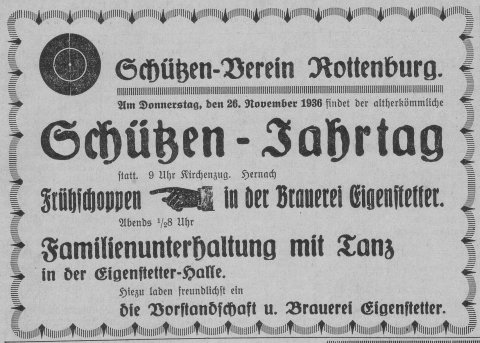 Schützen-Verein Rottenburg.
Am Donnerstag, den 26. November 1936 findet der altherkömmliche
Schützen-Jahrtag
statt. 9 Uhr Kirchenzug. Hernach
Frühschoppen in der Brauerei Eigenstetter.
Abends 1/28 Uhr
Familienunterhaltung mit Tanz
in der Eigenstetter-Halle.
Hiezu laden freundlichst ein
die Vorstandschaft u. Brauerei Eigenstetter.